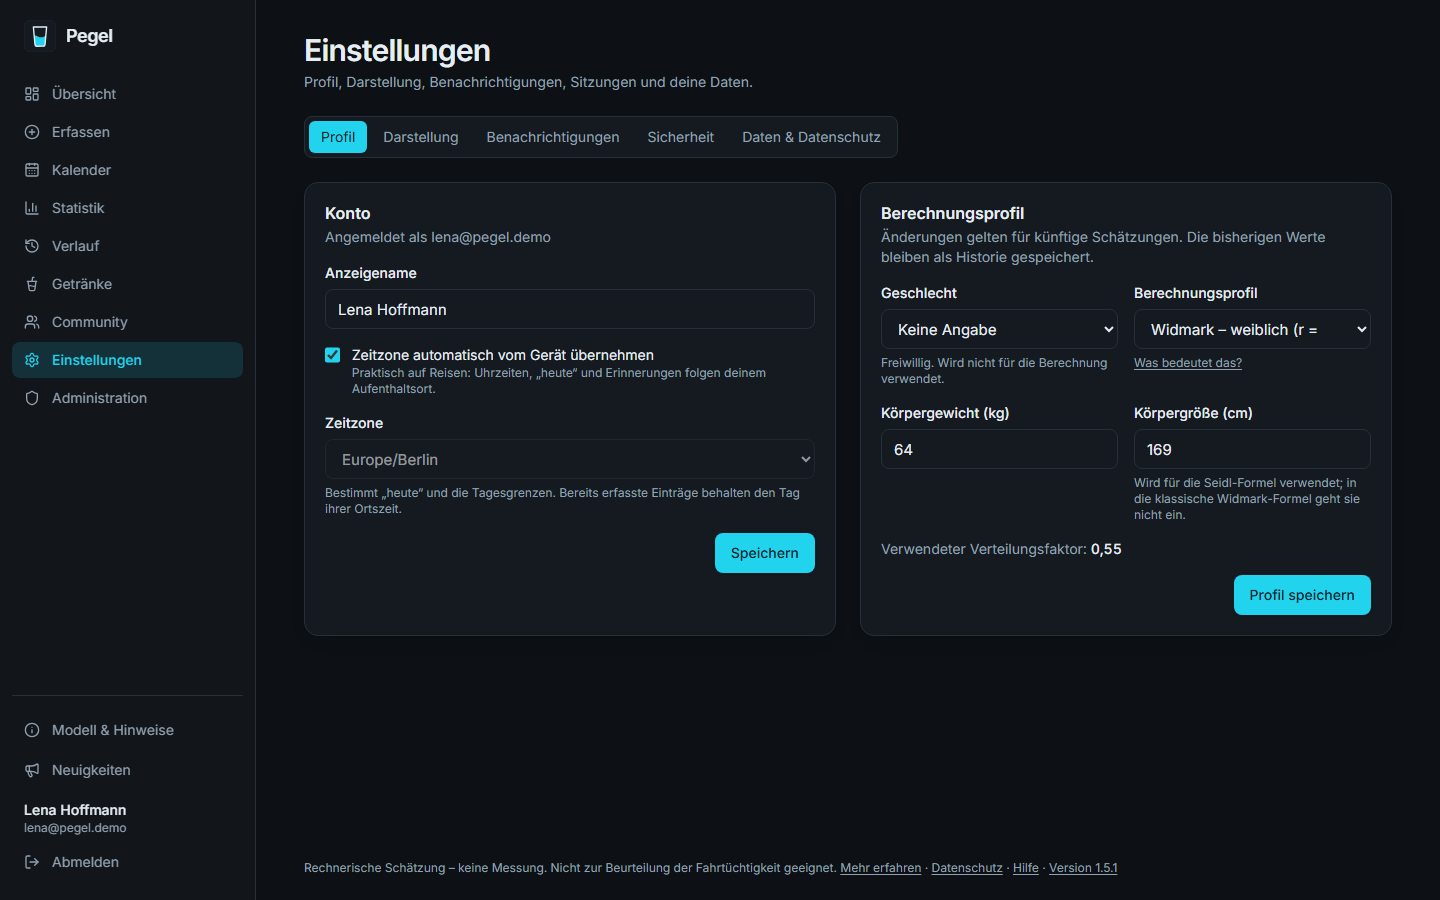 Pegel
Übersicht
Erfassen
Kalender
Statistik
Verlauf
Getränke
Community
Einstellungen
Administration
Modell & Hinweise
Neuigkeiten
Lena Hoffmann
lena@pegel.demo
Abmelden
Einstellungen
Profil, Darstellung, Benachrichtigungen, Sitzungen und deine Daten.
Profil
Darstellung
Benachrichtigungen
Sicherheit
Daten & Datenschutz
Konto
Angemeldet als lena@pegel.demo
Anzeigename
Lena Hoffmann
Zeitzone automatisch vom Gerät übernehmen
Praktisch auf Reisen: Uhrzeiten, „heute“ und Erinnerungen folgen deinem
Aufenthaltsort.
Zeitzone
Europe/Berlin
Bestimmt „heute“ und die Tagesgrenzen. Bereits erfasste Einträge behalten den Tag
ihrer Ortszeit.
Speichern
Berechnungsprofil
Änderungen gelten für künftige Schätzungen. Die bisherigen Werte
bleiben als Historie gespeichert.
Geschlecht
Keine Angabe
Freiwillig. Wird nicht für die Berechnung
verwendet.
Berechnungsprofil
Widmark – weiblich (r =
Was bedeutet das?
Körpergewicht (kg)
64
Körpergröße (cm)
169
Wird für die Seidl-Formel verwendet; in
die klassische Widmark-Formel geht sie
nicht ein.
Verwendeter Verteilungsfaktor: 0,55
Profil speichern
Rechnerische Schätzung – keine Messung. Nicht zur Beurteilung der Fahrtüchtigkeit geeignet. Mehr erfahren · Datenschutz · Hilfe · Version 1.5.1